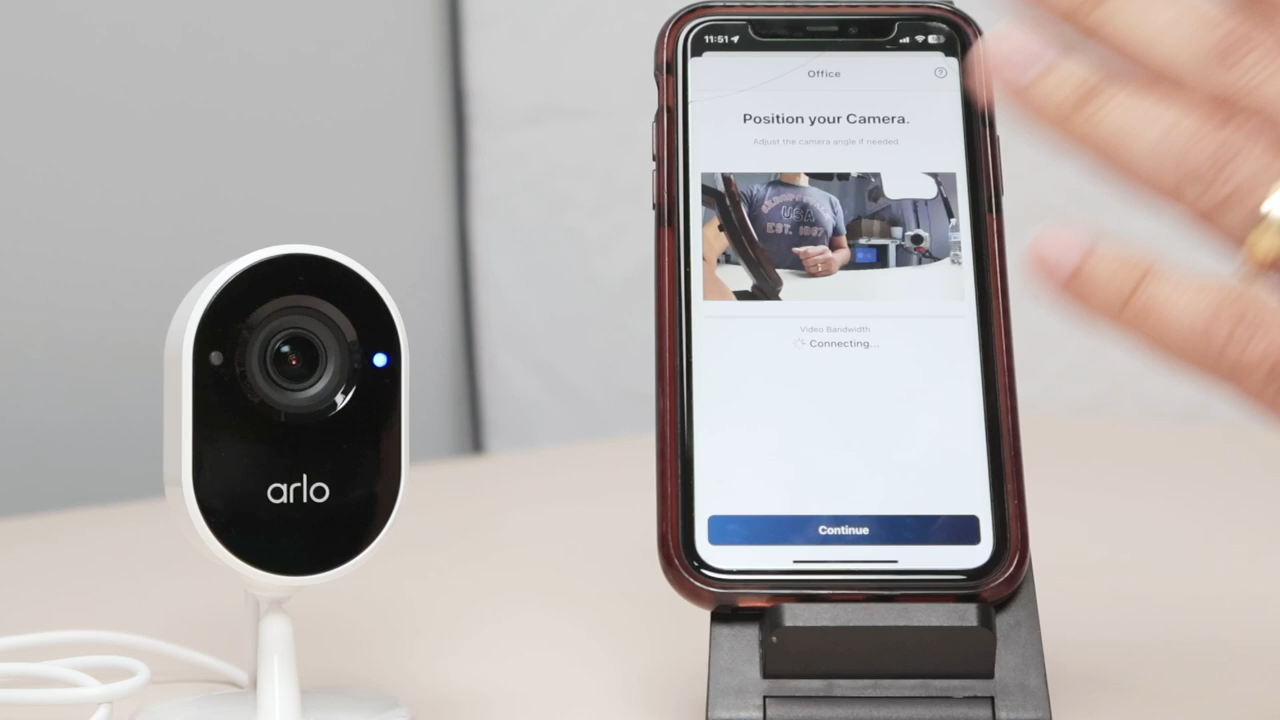 11:51
Office
Position your Camera.
Adjust the camera angle if needed.
USA
EST. 1967
Video Bandwidth
Connecting...
Continue
arlo